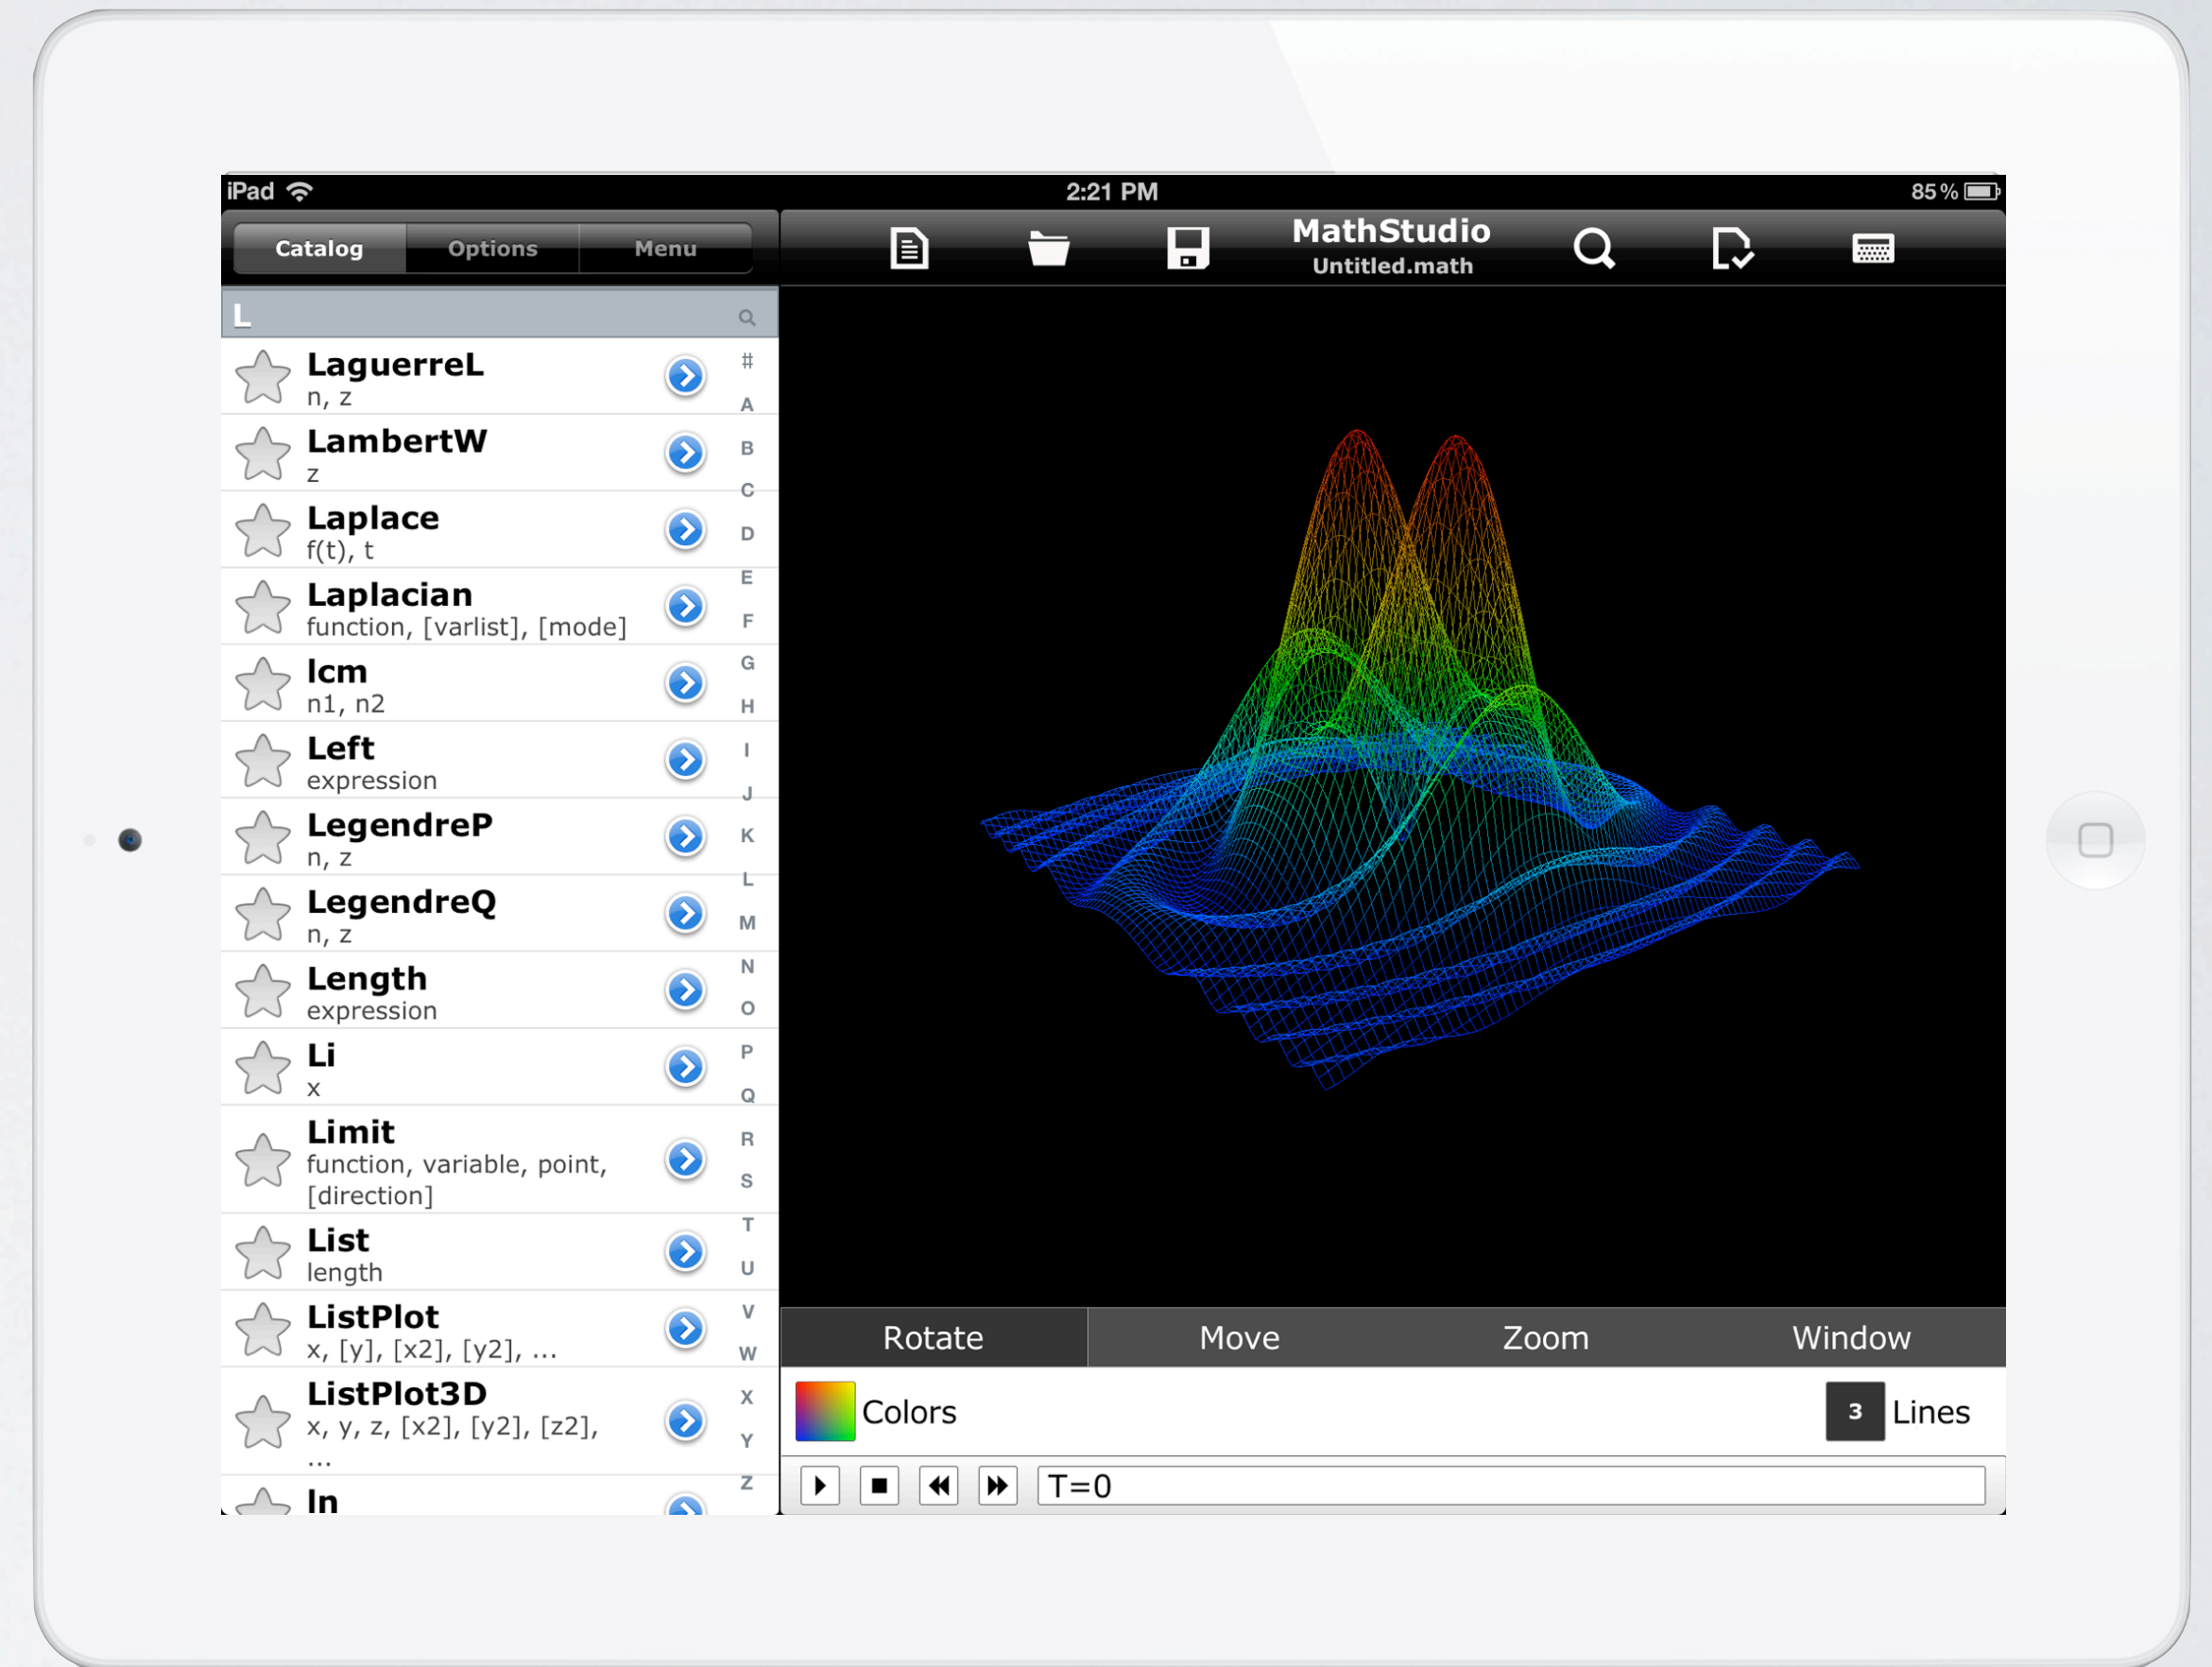 iPad
2:21 PM
85%
Catalog
Options
Menu
MathStudio
Untitled.math
L
LaguerreL
n, z
LambertW
z
Laplace
f(t), t
Laplacian
function, [varlist], [mode]
lcm
n1, n2
Left
expression
LegendreP
n, z
LegendreQ
n, z
Length
expression
Li
x
Limit
function, variable, point,
[direction]
List
length
ListPlot
x, [y], [x2], [y2], ...
ListPlot3D
x, y, z, [x2], [y2], [z2],
...
ln
#
A
B
C
D
E
F
G
H
I
J
K
L
M
N
O
P
Q
R
S
T
U
V
W
X
Y
Z
Rotate
Move
Zoom
Window
Colors
3
Lines
T=0